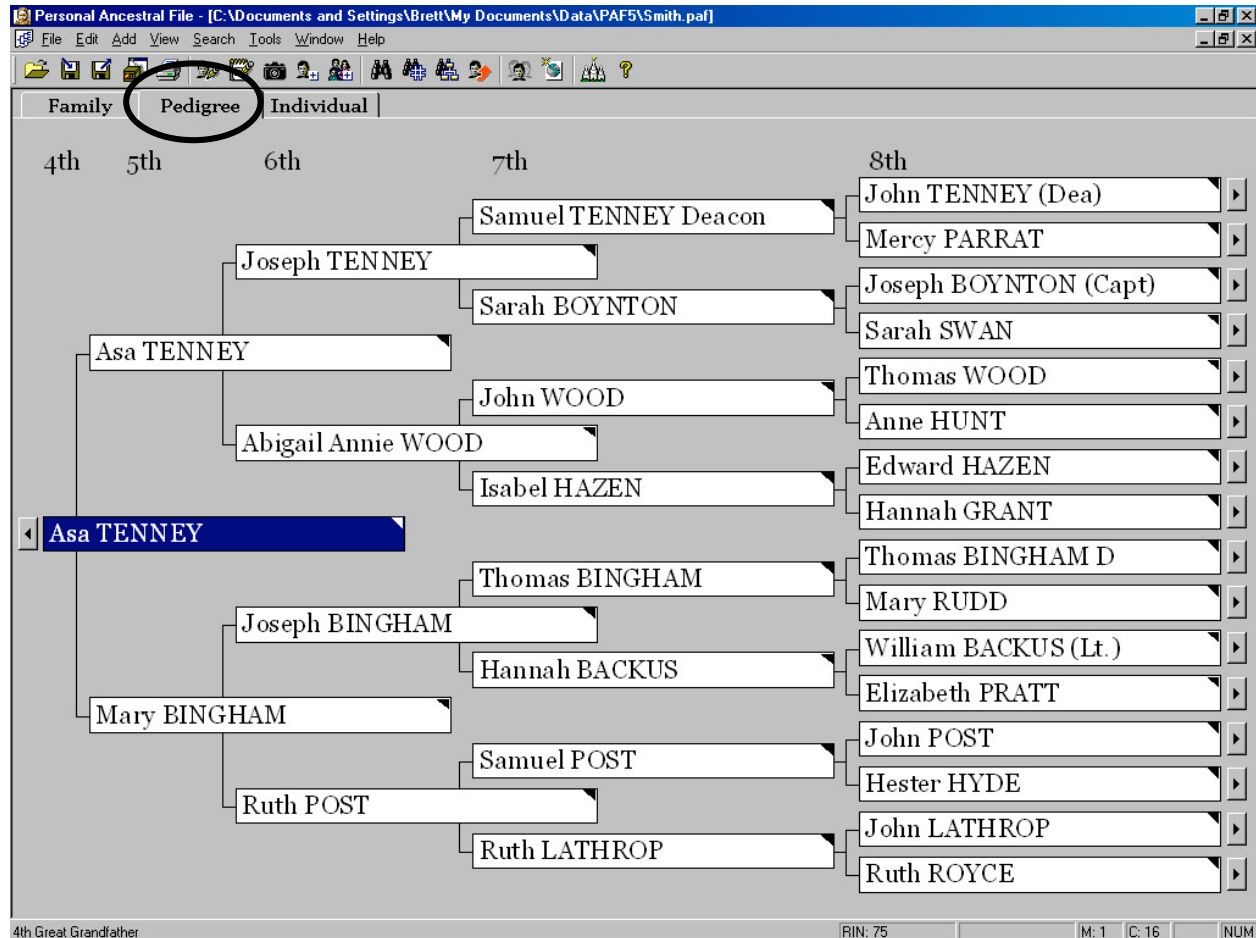 Personal Ancestral File - [C:\Documents and Settings\Brett\My Documents\Data\PAF5\Smith.paf]
File Edit Add View Search Tools Window Help
Family Pedigree Individual
4th 5th 6th 7th 8th
John TENNEY (Dea)
Samuel TENNEY Deacon
Mercy PARRAT
Joseph TENNEY
Joseph BOYNTON (Capt)
Sarah BOYNTON
Sarah SWAN
Asa TENNEY
Thomas WOOD
John WOOD
Anne HUNT
Abigail Annie WOOD
Edward HAZEN
Isabel HAZEN
Hannah GRANT
Asa TENNEY
Thomas BINGHAM D
Thomas BINGHAM
Mary RUDD
Joseph BINGHAM
William BACKUS (Lt.)
Hannah BACKUS
Elizabeth PRATT
Mary BINGHAM
John POST
Samuel POST
Hester HYDE
Ruth POST
John LATHROP
Ruth LATHROP
Ruth ROYCE
4th Great Grandfather RIN: 75 M: 1 C: 16 NUM